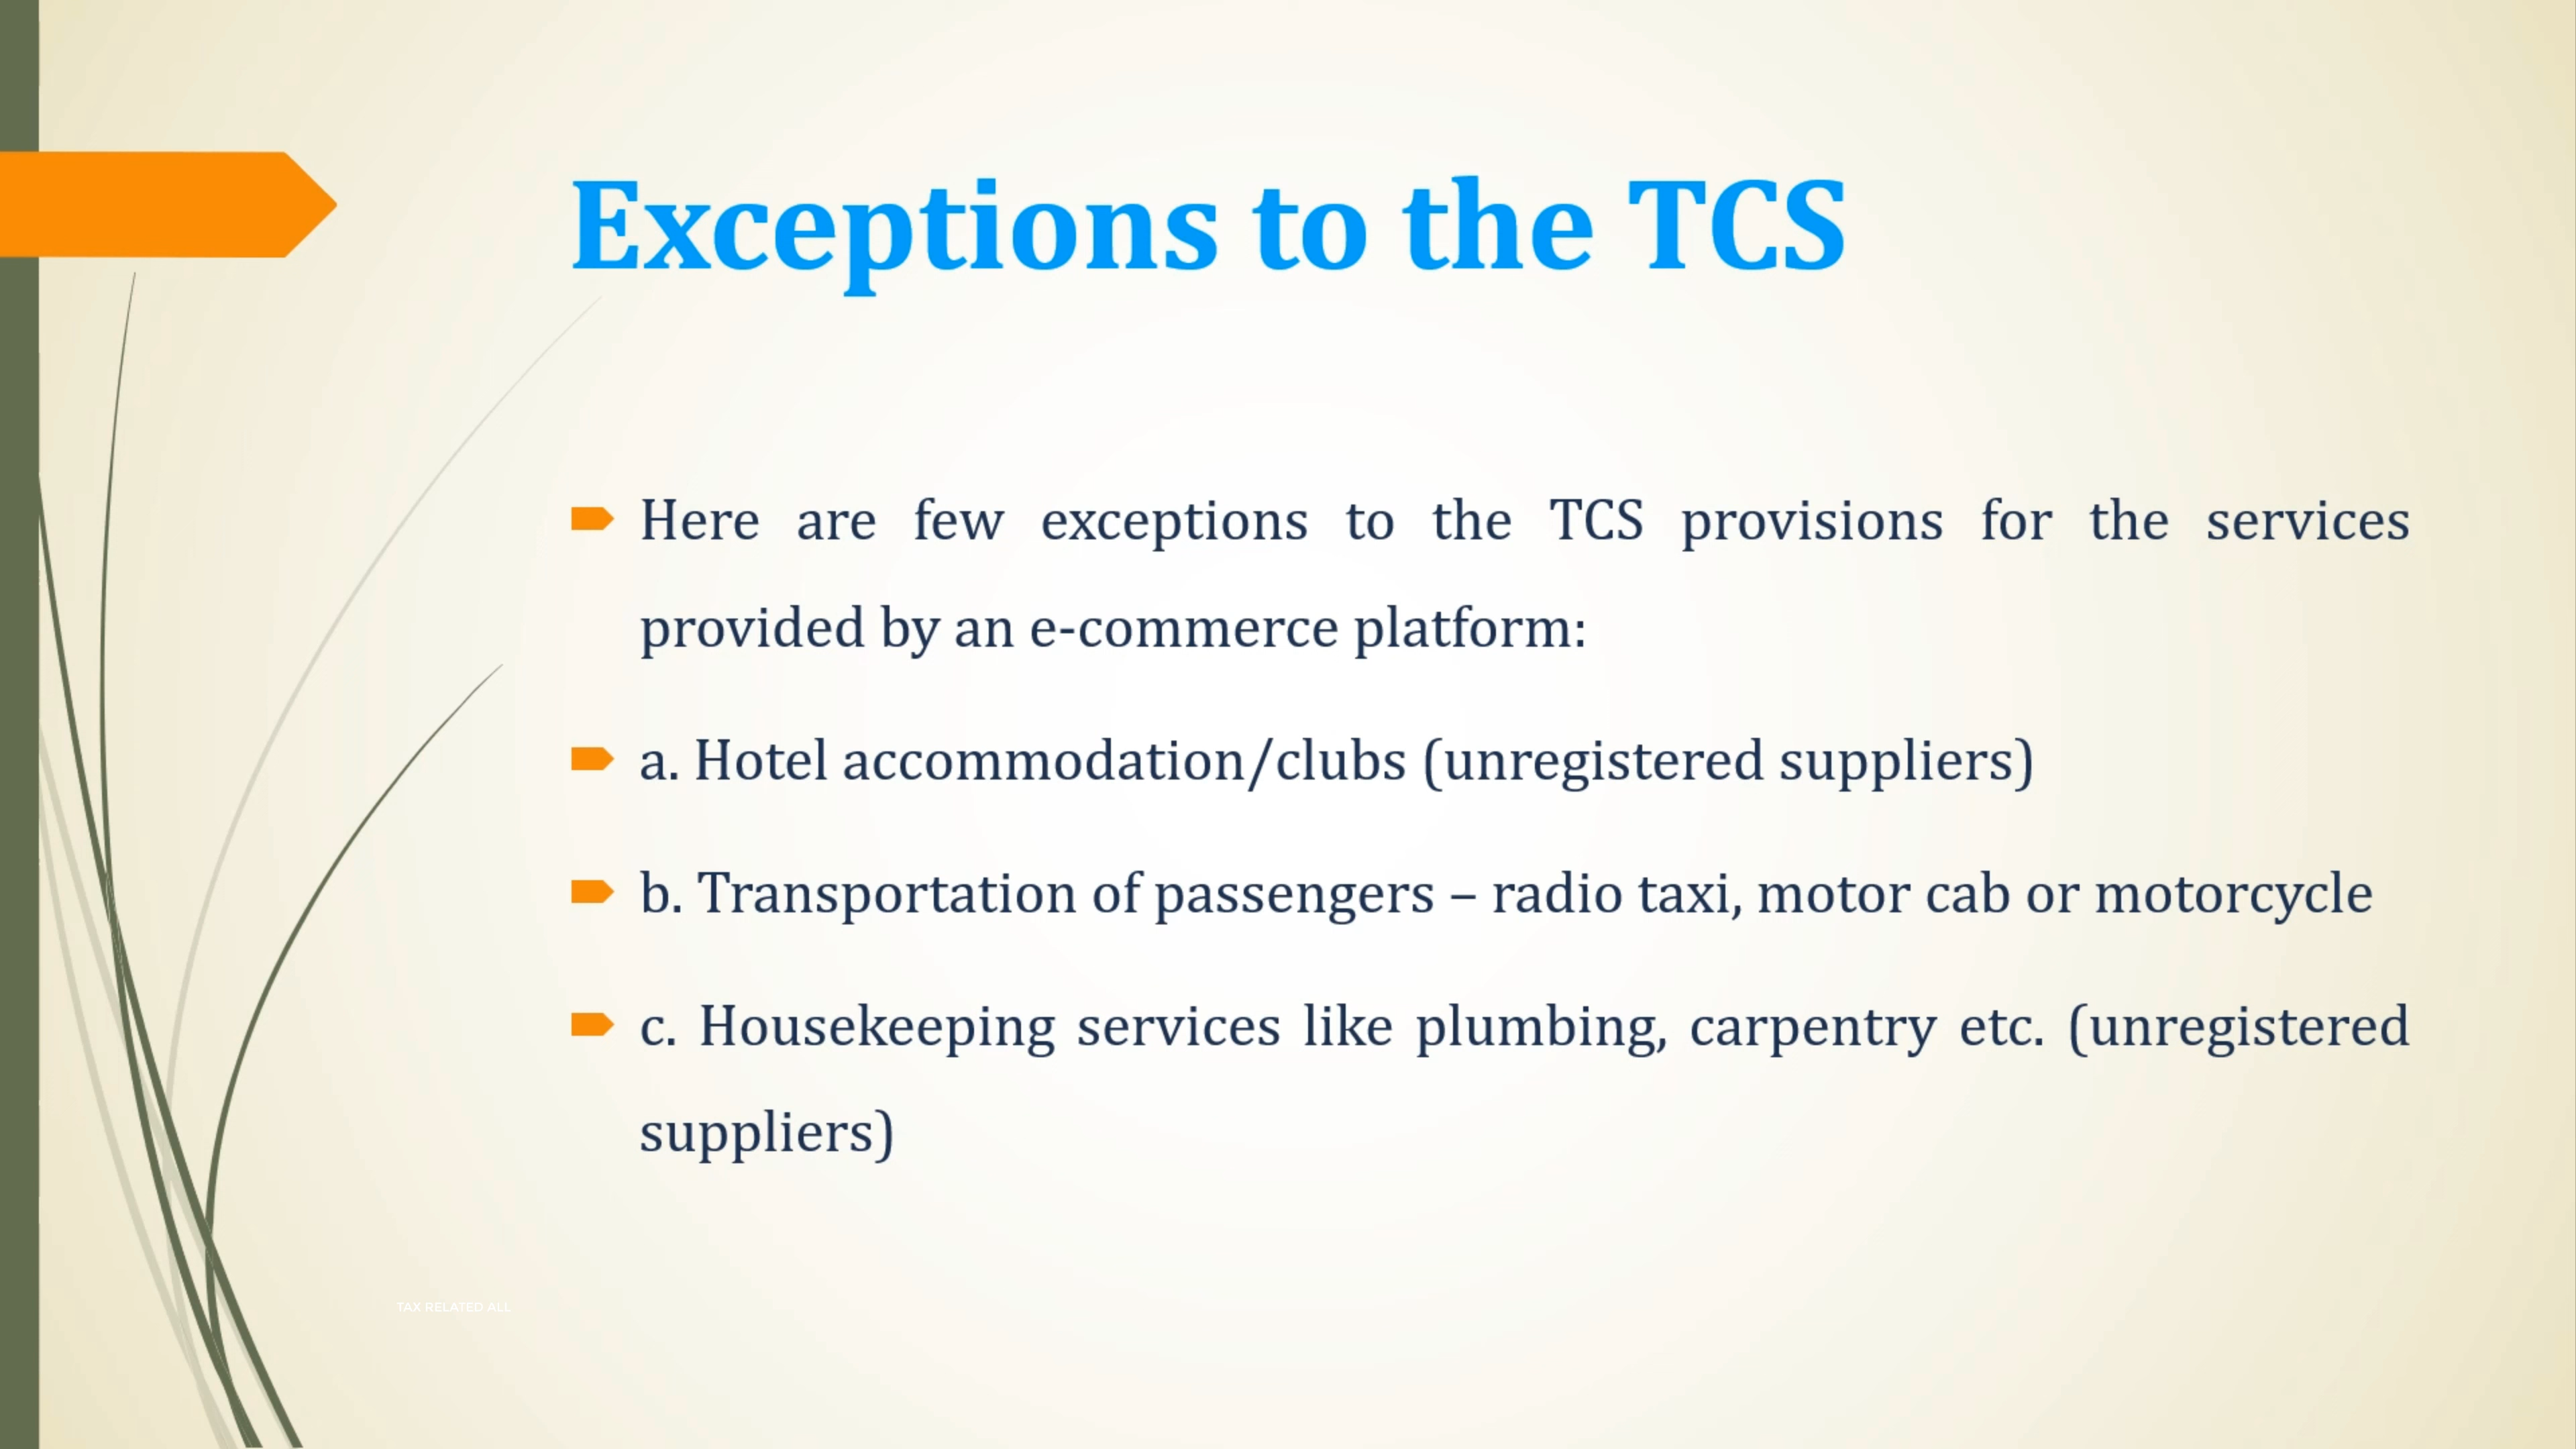 Exceptions to the TCS
Here are few exceptions to the TCS provisions for the services
provided by an e-commerce platform:
a. Hotel accommodation/clubs (unregistered suppliers)
b. Transportation of passengers – radio taxi, motor cab or motorcycle
c. Housekeeping services like plumbing, carpentry etc. (unregistered
suppliers)
TAX RELATED ALL